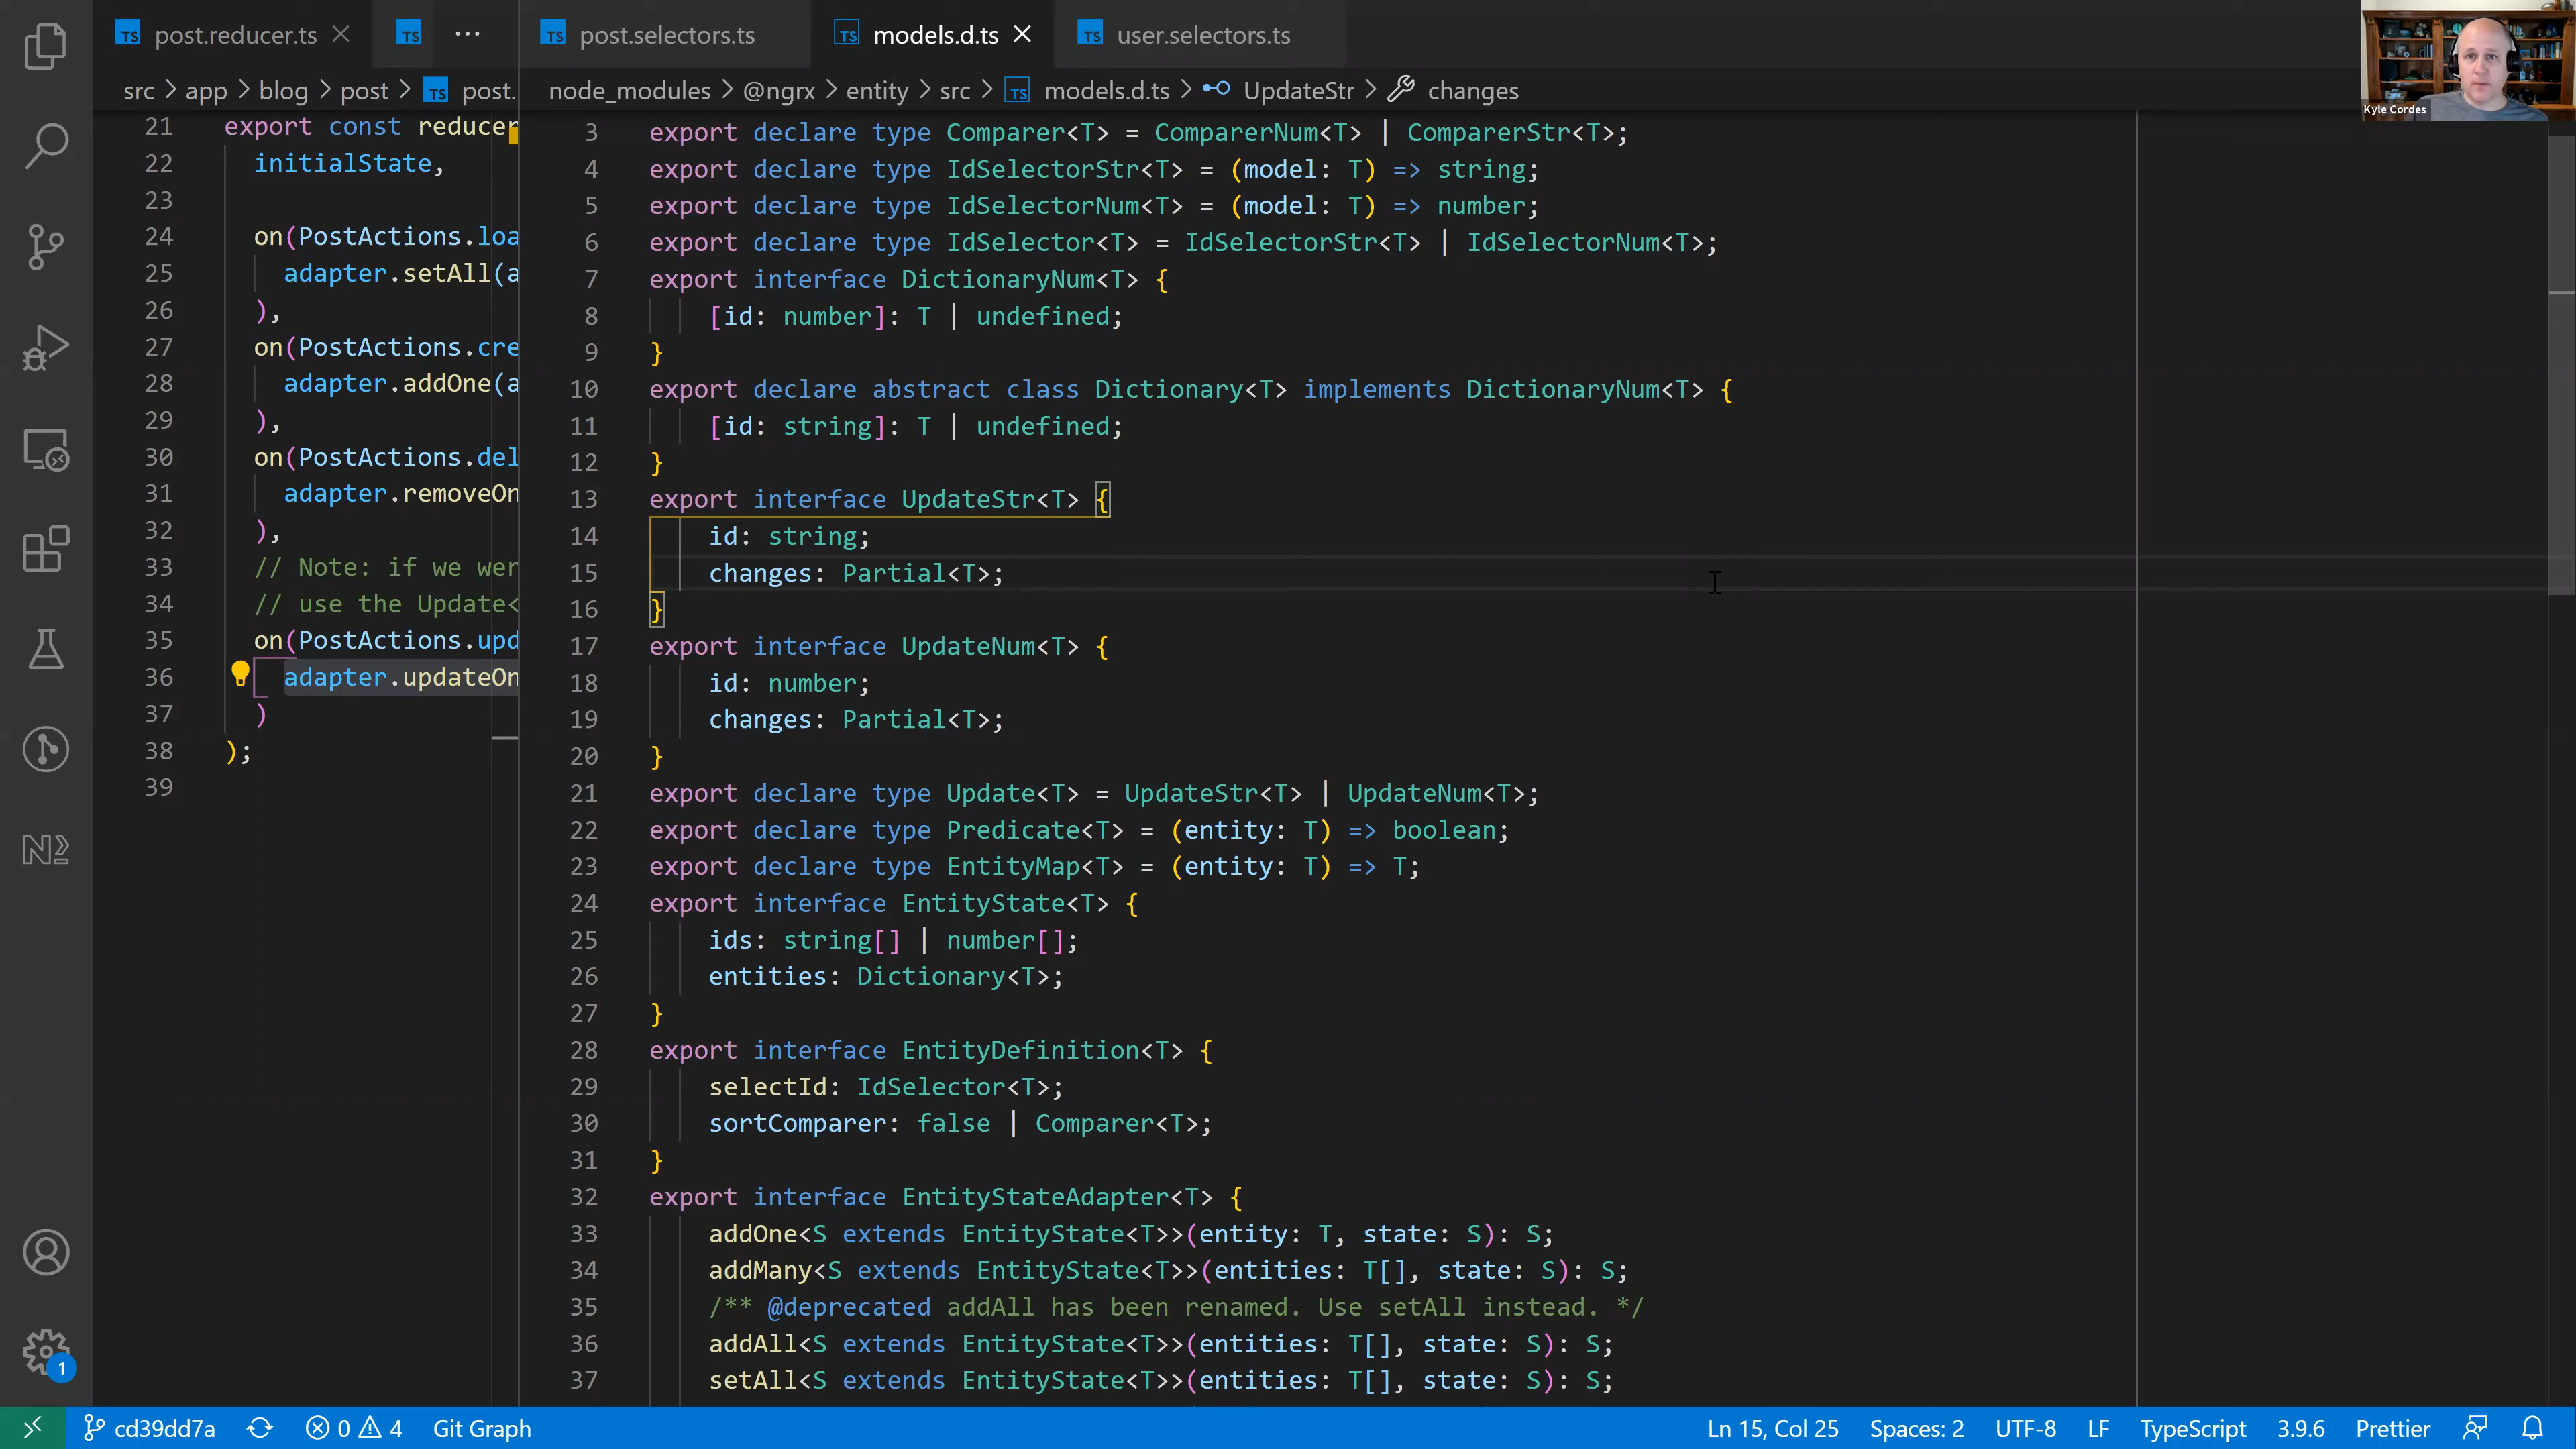 TS post.reducer.ts
TS
TS post.selectors.ts
TS models.d.ts
TS user.selectors.ts
src > app > blog > post > TS post.
node_modules > @ngrx > entity > src > TS models.d.ts > UpdateStr > changes
Kyle Cordes
21 export const reducer
22 initialState,
23
24 on(PostActions.loa
25 adapter.setAll(a
26 ),
27 on(PostActions.cre
28 adapter.addOne(a
29 ),
30 on(PostActions.del
31 adapter.removeOn
32 ),
33 // Note: if we wer
34 // use the Update<
35 on(PostActions.upd
36 adapter.updateOn
37 )
38 );
39
3 export declare type Comparer<T> = ComparerNum<T> | ComparerStr<T>;
4 export declare type IdSelectorStr<T> = (model: T) => string;
5 export declare type IdSelectorNum<T> = (model: T) => number;
6 export declare type IdSelector<T> = IdSelectorStr<T> | IdSelectorNum<T>;
7 export interface DictionaryNum<T> {
8 [id: number]: T | undefined;
9 }
10 export declare abstract class Dictionary<T> implements DictionaryNum<T> {
11 [id: string]: T | undefined;
12 }
13 export interface UpdateStr<T> {
14 id: string;
15 changes: Partial<T>;
16 }
17 export interface UpdateNum<T> {
18 id: number;
19 changes: Partial<T>;
20 }
21 export declare type Update<T> = UpdateStr<T> | UpdateNum<T>;
22 export declare type Predicate<T> = (entity: T) => boolean;
23 export declare type EntityMap<T> = (entity: T) => T;
24 export interface EntityState<T> {
25 ids: string[] | number[];
26 entities: Dictionary<T>;
27 }
28 export interface EntityDefinition<T> {
29 selectId: IdSelector<T>;
30 sortComparer: false | Comparer<T>;
31 }
32 export interface EntityStateAdapter<T> {
33 addOne<S extends EntityState<T>>(entity: T, state: S): S;
34 addMany<S extends EntityState<T>>(entities: T[], state: S): S;
35 /** @deprecated addAll has been renamed. Use setAll instead. */
36 addAll<S extends EntityState<T>>(entities: T[], state: S): S;
37 setAll<S extends EntityState<T>>(entities: T[], state: S): S;
1
cd39dd7a 0 4 Git Graph
Ln 15, Col 25 Spaces: 2 UTF-8 LF TypeScript 3.9.6 Prettier